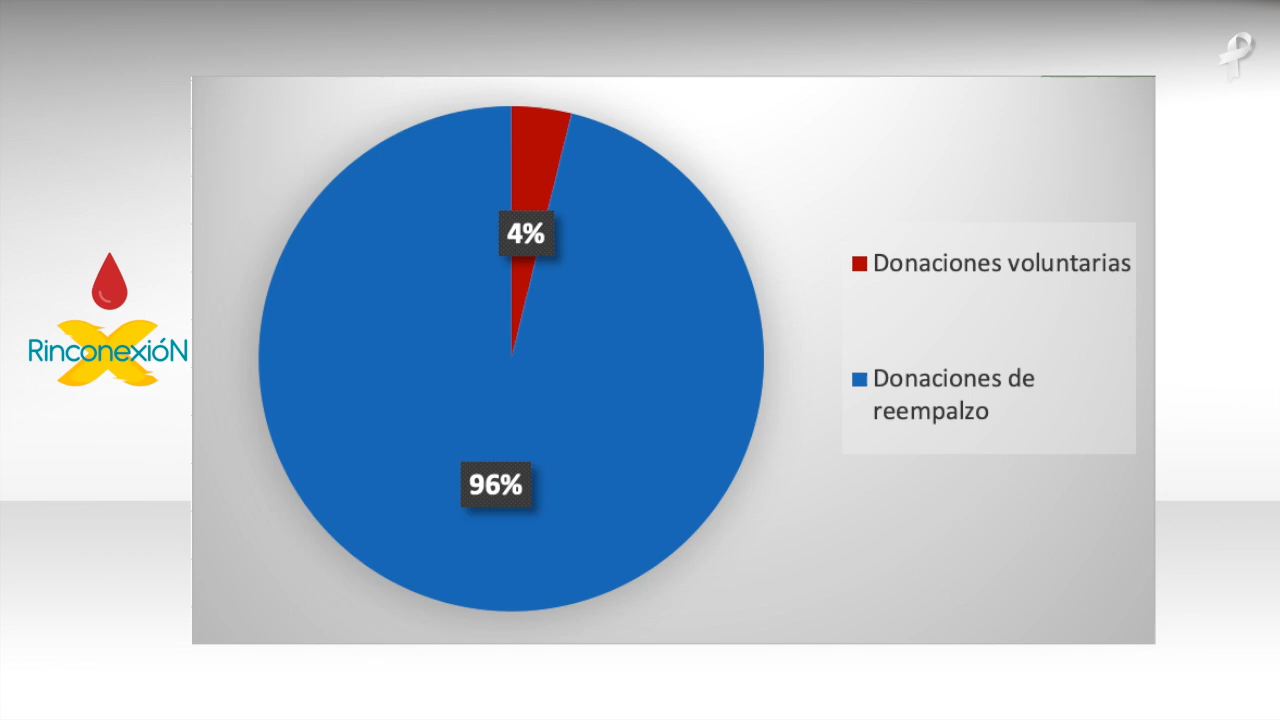 RinconexióN
4%
96%
Donaciones voluntarias
Donaciones de
reempalzo